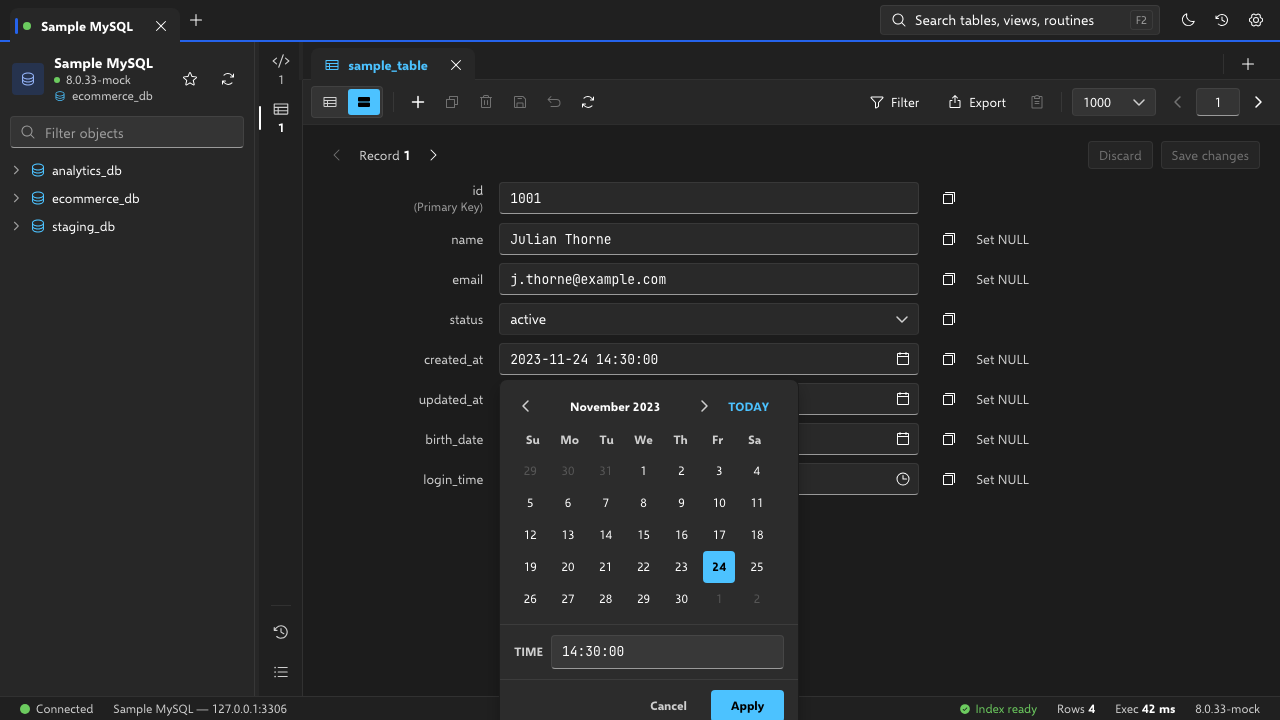 Sample MySQL
Search tables, views, routines F2
Sample MySQL
8.0.33-mock
ecommerce_db
Filter objects
analytics_db
ecommerce_db
staging_db
1
1
sample_table
Filter
Export
1000
1
Record 1
Discard
Save changes
id
(Primary Key)
1001
name
Julian Thorne
Set NULL
email
j.thorne@example.com
Set NULL
status
active
created_at
2023-11-24 14:30:00
Set NULL
updated_at
Set NULL
birth_date
Set NULL
login_time
Set NULL
November 2023
TODAY
Su Mo Tu We Th Fr Sa
29 30 31 1 2 3 4
5 6 7 8 9 10 11
12 13 14 15 16 17 18
19 20 21 22 23 24 25
26 27 28 29 30 1 2
TIME
14:30:00
Cancel
Apply
Connected
Sample MySQL — 127.0.0.1:3306
Index ready
Rows 4
Exec 42 ms
8.0.33-mock